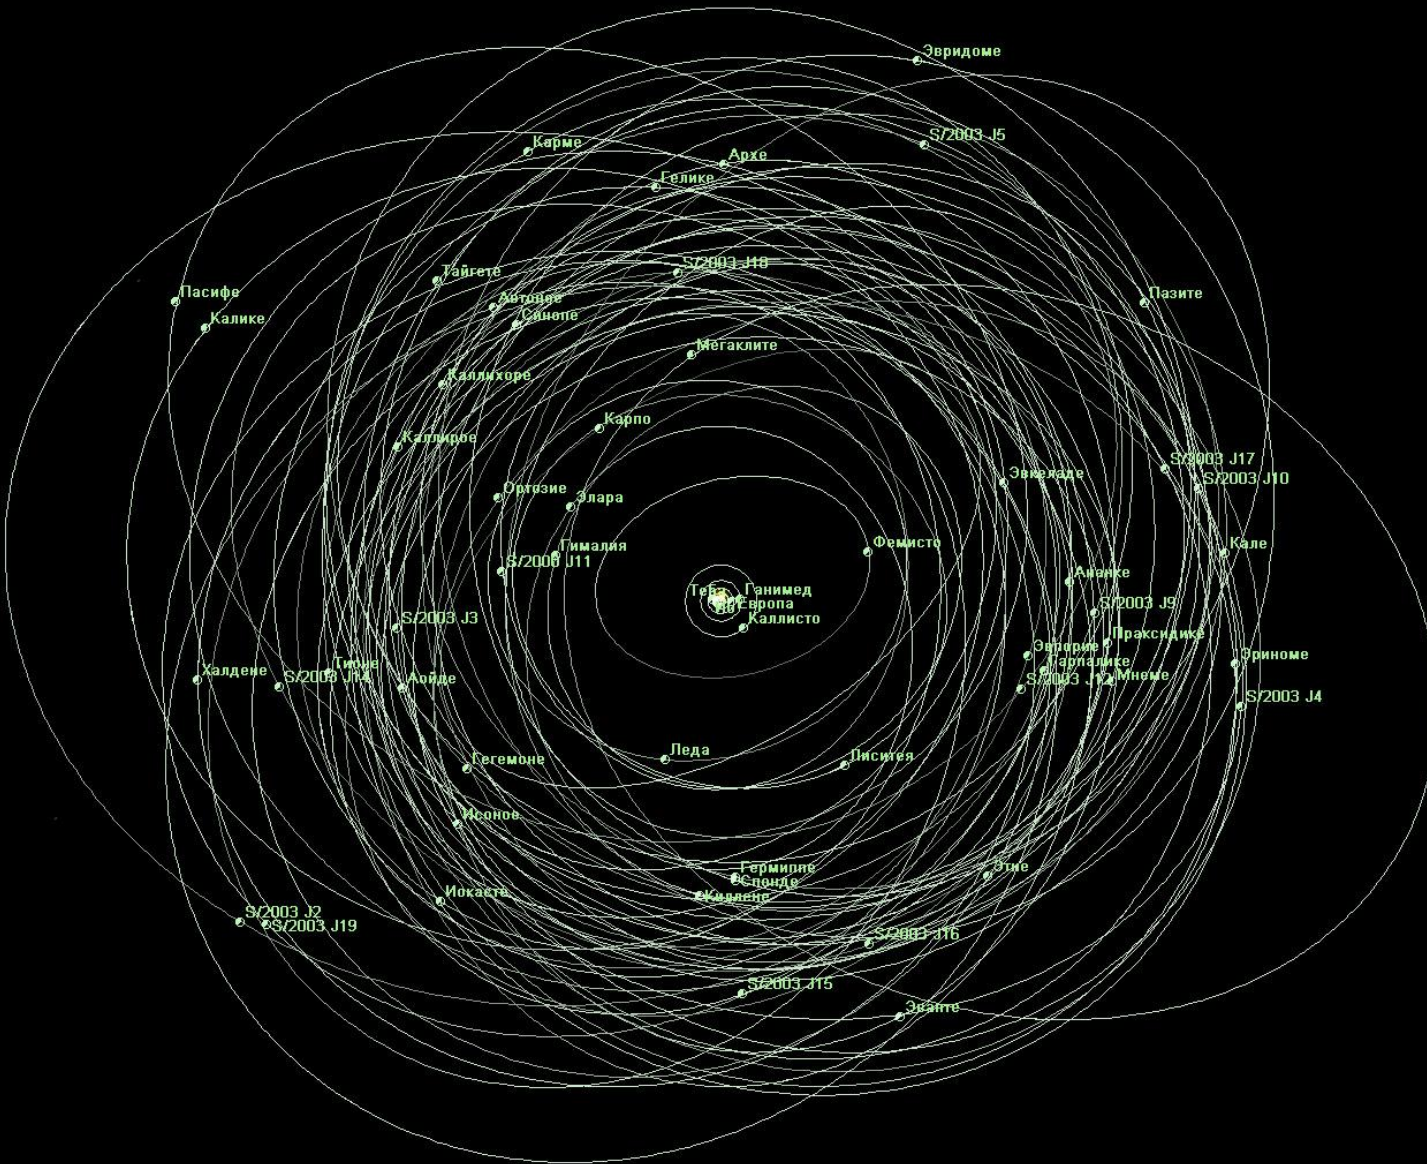 Эвридоме
S/2003 J5
Карме
Архе
Гелике
S/2003 J18
Тайгете
Пасифе
Пазите
Автоное
Синопе
Калике
Мегаклите
Каллихоре
Карпо
Каллирое
S/2003 J17
Эвкеладе
S/2003 J10
Ортозие
Элара
Фемисто
Кале
Гималия
S/2000 J11
Ананке
Ганимед
Европа
S/2003 J9
Каллисто
S/2003 J3
Праксидике
Эвпорие
Эриноме
Тионе
Гарпалике
Халдене
S/2003 J14
Аойде
S/2003 J12
Мнеме
S/2003 J4
Леда
Лиситея
Гегемоне
Исоное
Гермиппе
Этне
Спонде
Иокасте
Киллене
S/2003 J2
S/2003 J19
S/2003 J16
S/2003 J15
Эванте